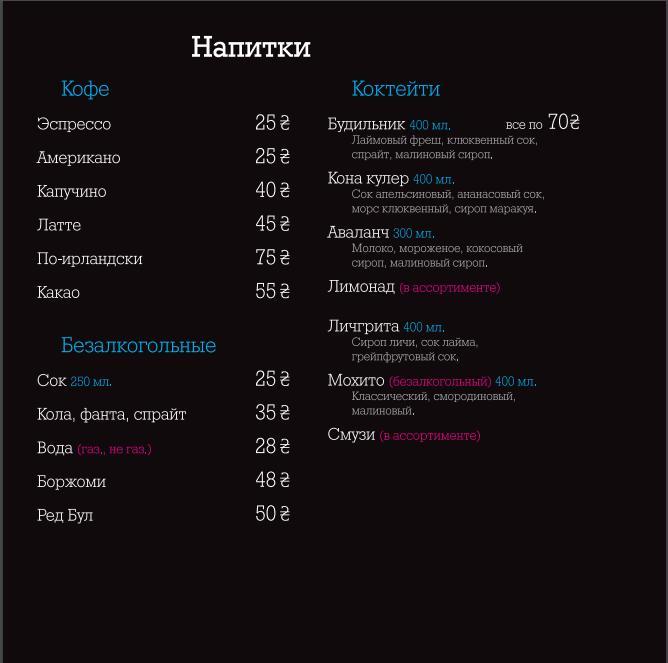 Напитки
Кофе
Эспрессо 25 ₴
Американо 25 ₴
Капучино 40 ₴
Латте 45 ₴
По-ирландски 75 ₴
Какао 55 ₴
Безалкогольные
Сок 250 мл. 25 ₴
Кола, фанта, спрайт 35 ₴
Вода (газ., не газ.) 28 ₴
Боржоми 48 ₴
Ред Бул 50 ₴
Коктейти
Будильник 400 мл. все по 70₴
Лаймовый фреш, клюквенный сок,
спрайт, малиновый сироп.
Кона кулер 400 мл.
Сок апельсиновый, ананасовый сок,
морс клюквенный, сироп маракуя.
Аваланч 300 мл.
Молоко, мороженое, кокосовый
сироп, малиновый сироп.
Лимонад (в ассортименте)
Личгрита 400 мл.
Сироп личи, сок лайма,
грейпфрутовый сок.
Мохито (безалкогольный) 400 мл.
Классический, смородиновый,
малиновый.
Смузи (в ассортименте)